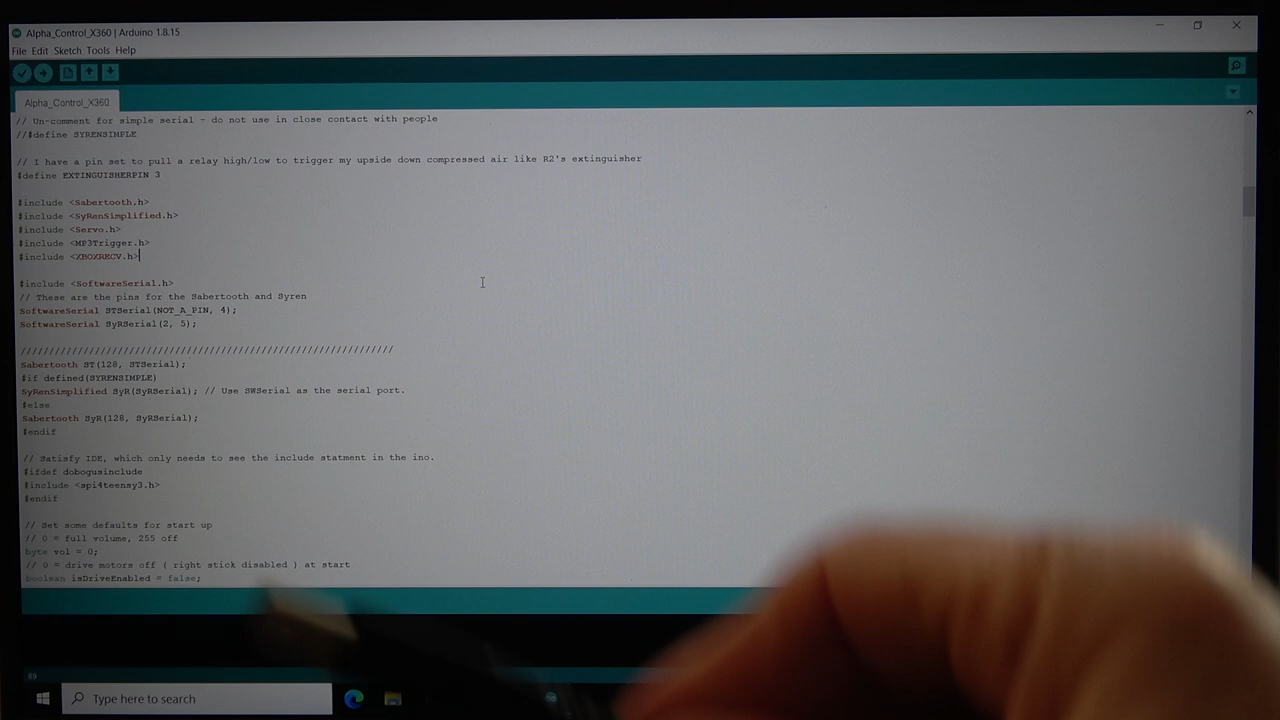 Alpha_Control_X360 | Arduino 1.8.15
File Edit Sketch Tools Help
Alpha_Control_X360
// Un-comment for simple serial - do not use in close contact with people
//#define SYRENSIMPLE
// I have a pin set to pull a relay high/low to trigger my upside down compressed air like R2's extinguisher
#define EXTINGUISHERPIN 3
#include <Sabertooth.h>
#include <SyRenSimplified.h>
#include <Servo.h>
#include <MP3Trigger.h>
#include <XBOXRECV.h>
#include <SoftwareSerial.h>
// These are the pins for the Sabertooth and Syren
SoftwareSerial STSerial(NOT_A_PIN, 4);
SoftwareSerial SyRSerial(2, 5);
//////////////////////////////////////////////////////////////////
Sabertooth ST(128, STSerial);
#if defined(SYRENSIMPLE)
SyRenSimplified SyR(SyRSerial); // Use SWSerial as the serial port.
#else
Sabertooth SyR(128, SyRSerial);
#endif
// Satisfy IDE, which only needs to see the include statment in the ino.
#ifdef dobogusinclude
#include <spi4teensy3.h>
#endif
// Set some defaults for start up
// 0 = full volume, 255 off
byte vol = 0;
// 0 = drive motors off ( right stick disabled ) at start
boolean isDriveEnabled = false;
89
Type here to search